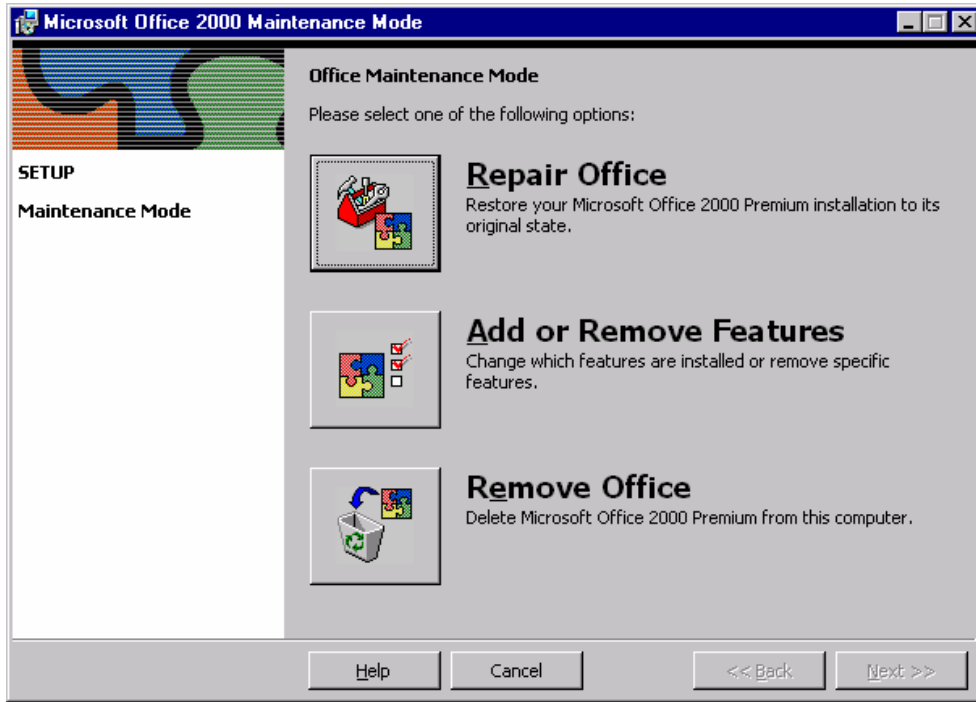 Microsoft Office 2000 Maintenance Mode
Office Maintenance Mode
Please select one of the following options:
SETUP
Maintenance Mode
Repair Office
Restore your Microsoft Office 2000 Premium installation to its
original state.
Add or Remove Features
Change which features are installed or remove specific
features.
Remove Office
Delete Microsoft Office 2000 Premium from this computer.
Help
Cancel
<< Back
Next >>